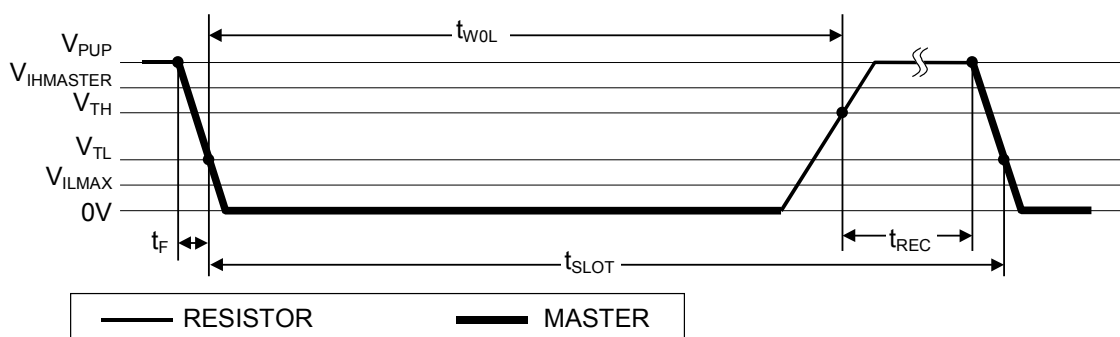 tW0L
VPUP
VIHMASTER
VTH
VTL
VILMAX
0V
tF
tREC
tSLOT
RESISTOR
MASTER